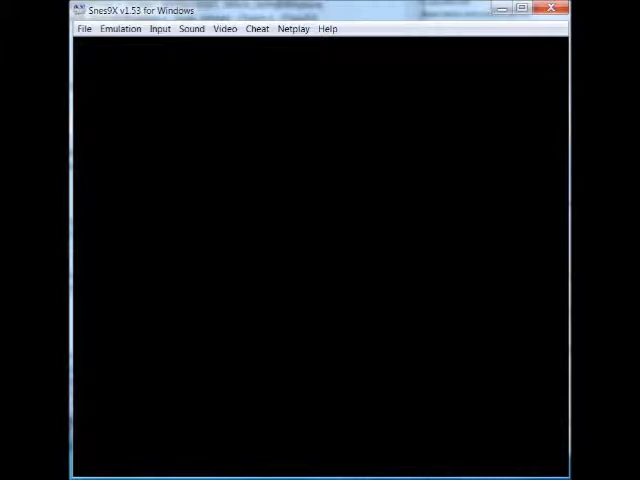 Snes9X v1.53 for Windows
File Emulation Input Sound Video Cheat Netplay Help